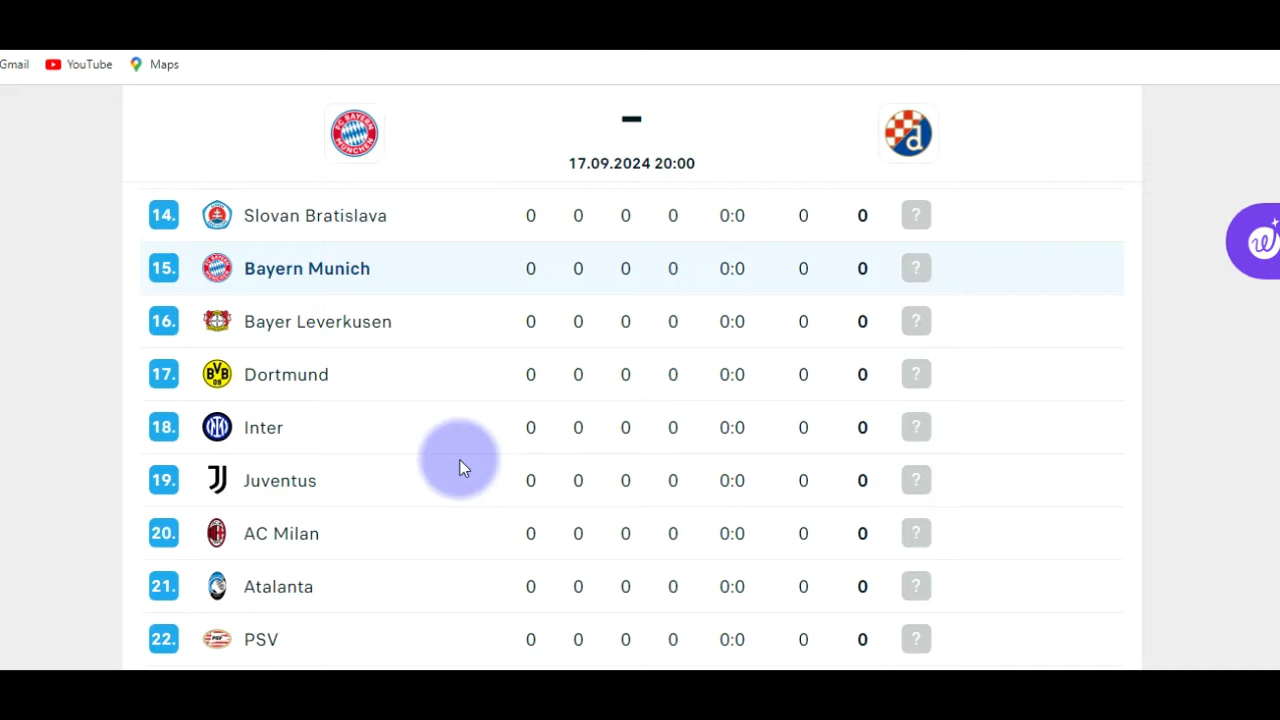 Gmail YouTube Maps
–
17.09.2024 20:00
14. Slovan Bratislava 0 0 0 0 0:0 0 0 ?
15. Bayern Munich 0 0 0 0 0:0 0 0 ?
16. Bayer Leverkusen 0 0 0 0 0:0 0 0 ?
17. Dortmund 0 0 0 0 0:0 0 0 ?
18. Inter 0 0 0 0 0:0 0 0 ?
19. Juventus 0 0 0 0 0:0 0 0 ?
20. AC Milan 0 0 0 0 0:0 0 0 ?
21. Atalanta 0 0 0 0 0:0 0 0 ?
22. PSV 0 0 0 0 0:0 0 0 ?